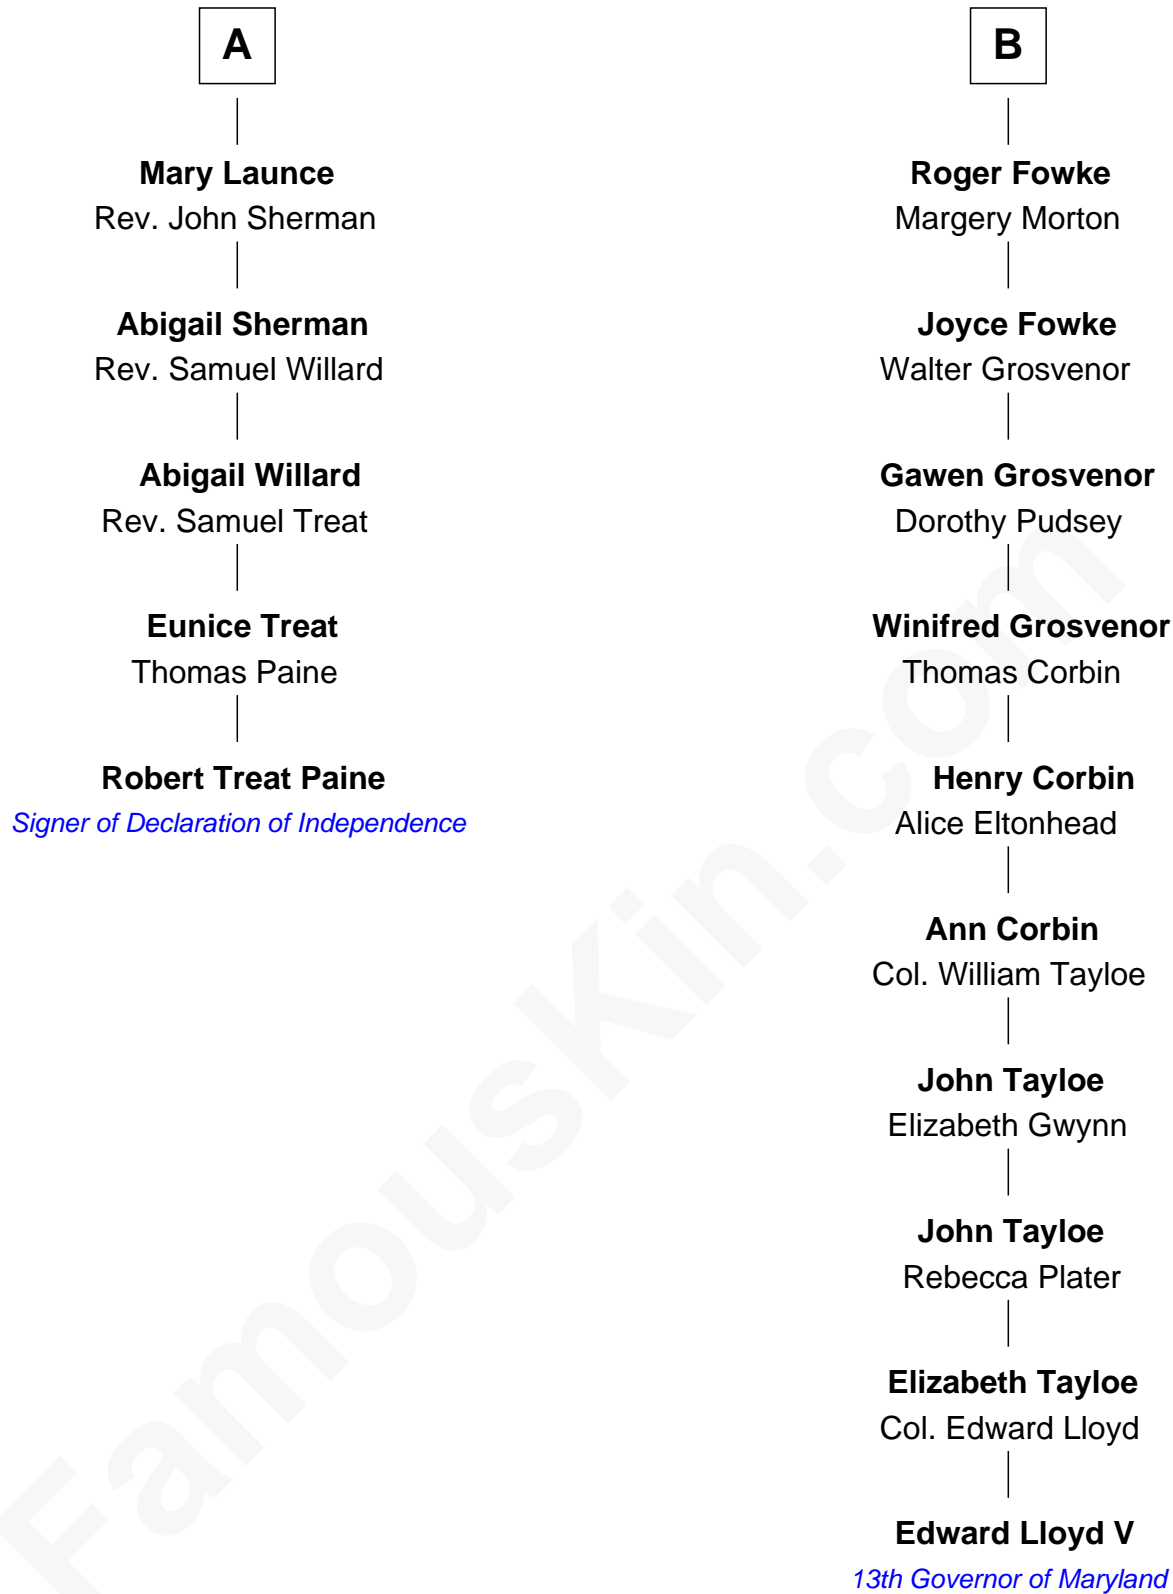 A
Mary Launce
Rev. John Sherman
Abigail Sherman
Rev. Samuel Willard
Abigail Willard
Rev. Samuel Treat
Eunice Treat
Thomas Paine
Robert Treat Paine
Signer of Declaration of Independence
B
Roger Fowke
Margery Morton
Joyce Fowke
Walter Grosvenor
Gawen Grosvenor
Dorothy Pudsey
Winifred Grosvenor
Thomas Corbin
Henry Corbin
Alice Eltonhead
Ann Corbin
Col. William Tayloe
John Tayloe
Elizabeth Gwynn
John Tayloe
Rebecca Plater
Elizabeth Tayloe
Col. Edward Lloyd
Edward Lloyd V
13th Governor of Maryland
FamousKin.com